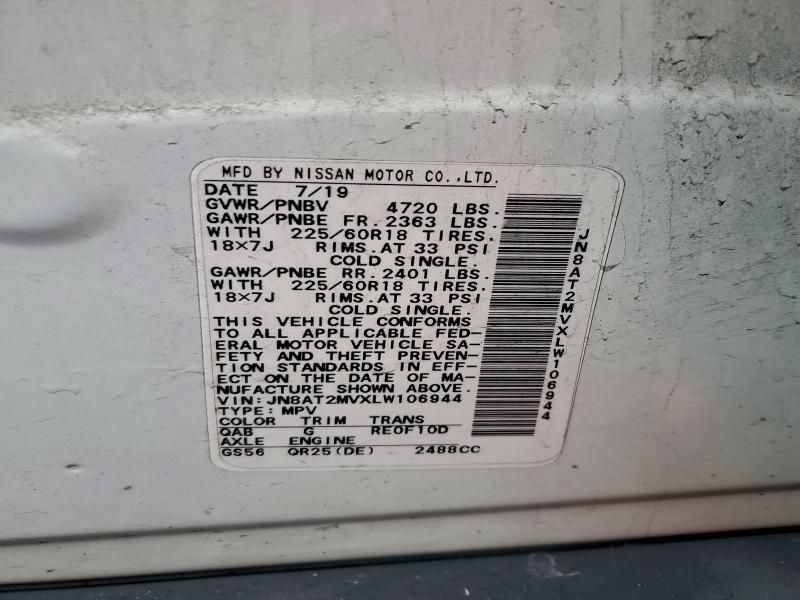 MFD BY NISSAN MOTOR CO.,LTD.
DATE 7/19
GVWR/PNBV 4720 LBS.
GAWR/PNBE FR. 2363 LBS.
WITH 225/60R18 TIRES.
18×7J RIMS. AT 33 PSI
COLD SINGLE.
GAWR/PNBE RR. 2401 LBS.
WITH 225/60R18 TIRES.
18×7J RIMS. AT 33 PSI
COLD SINGLE.
THIS VEHICLE CONFORMS
TO ALL APPLICABLE FED-
ERAL MOTOR VEHICLE SA-
FETY AND THEFT PREVEN-
TION STANDARDS IN EFF-
ECT ON THE DATE OF MA-
NUFACTURE SHOWN ABOVE.
VIN: JN8AT2MVXLW106944
TYPE: MPV
COLOR TRIM TRANS
QAB G RE0F10D
AXLE ENGINE
GS56 QR25(DE) 2488CC
JN8AT2MVXLW106944